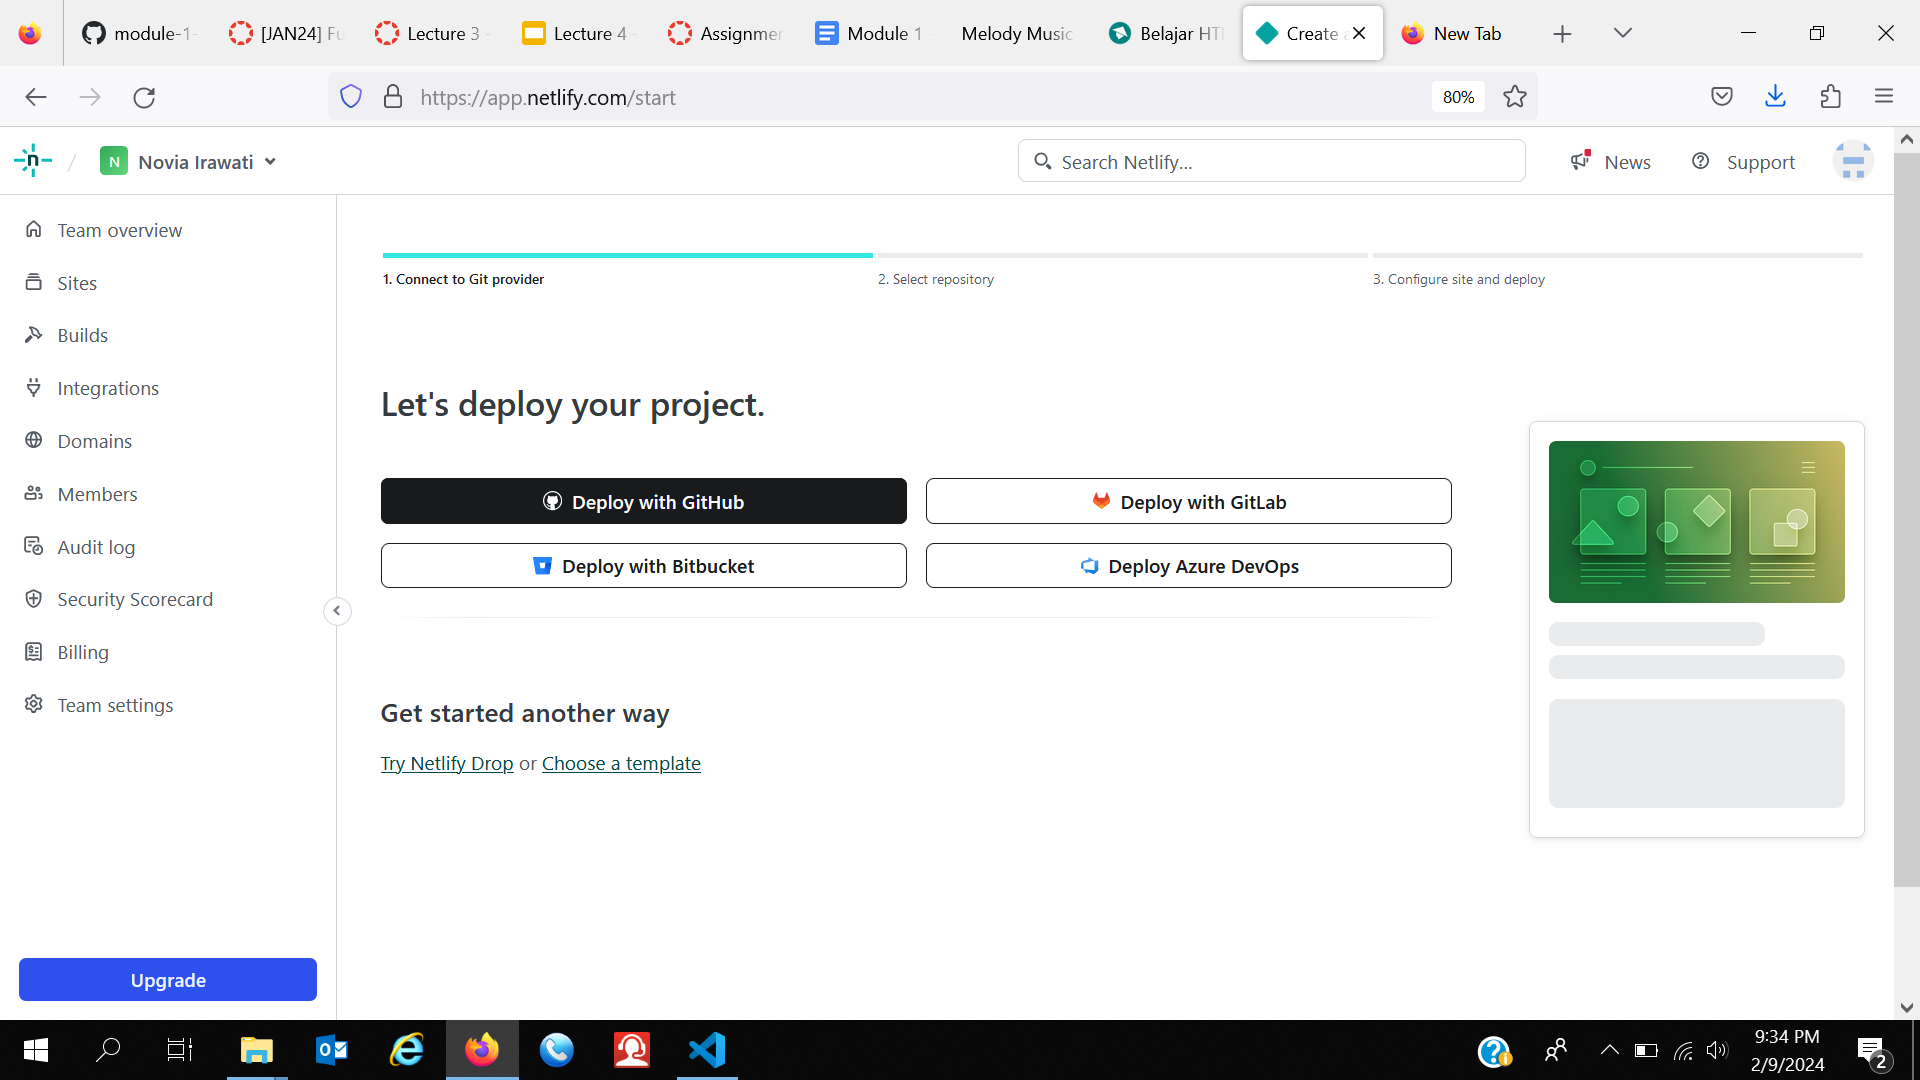 module-1-
[JAN24] Fu
Lecture 3 -
Lecture 4 -
Assignmen
Module 1 -
Melody Music
Belajar HTM
Create a
New Tab
https://app.netlify.com/start
80%
n / N Novia Irawati
Search Netlify...
News
Support
Team overview
Sites
Builds
Integrations
Domains
Members
Audit log
Security Scorecard
Billing
Team settings
Upgrade
1. Connect to Git provider
2. Select repository
3. Configure site and deploy
Let's deploy your project.
Deploy with GitHub
Deploy with GitLab
Deploy with Bitbucket
Deploy Azure DevOps
Get started another way
Try Netlify Drop or Choose a template
9:34 PM
2/9/2024
2